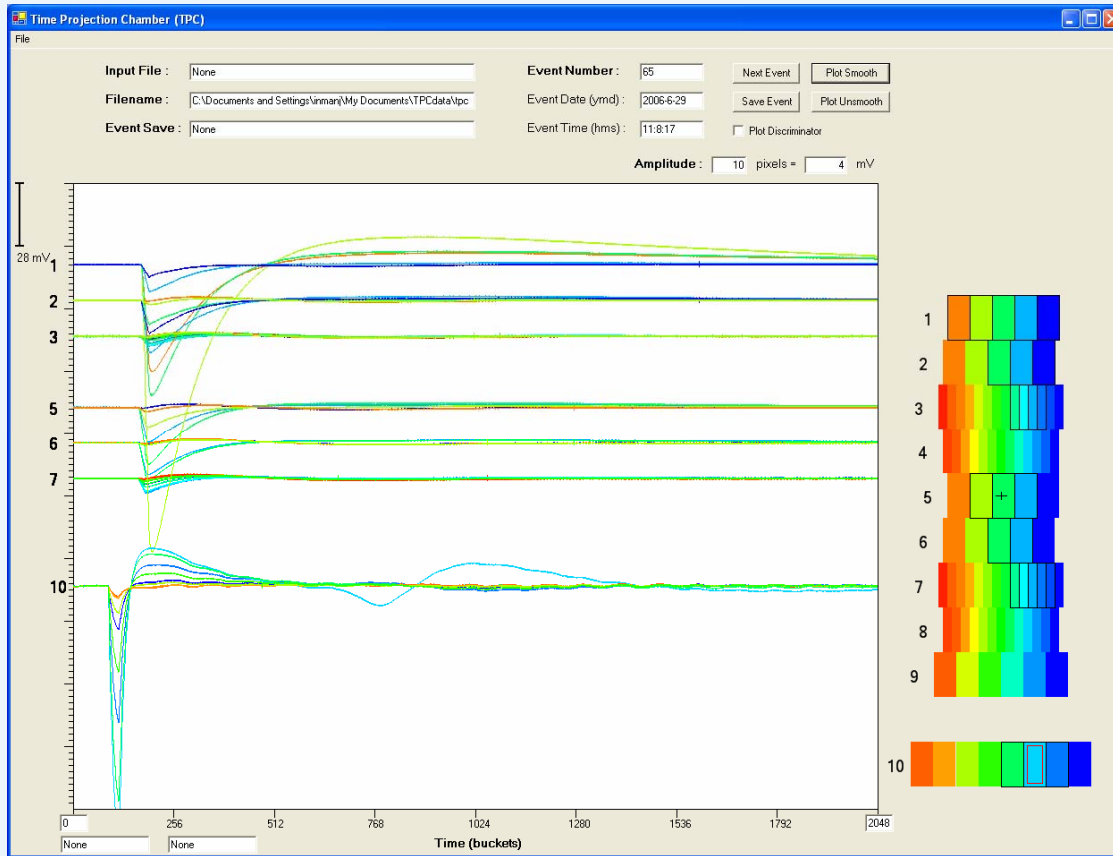 Time Projection Chamber (TPC)
File
Input File : None Event Number : 65 Next Event Plot Smooth
Filename : C:\Documents and Settings\inmanj\My Documents\TPCdata\tpc Event Date (ymd) : 2006-6-29 Save Event Plot Unsmooth
Event Save : None Event Time (hms) : 11:8:17 Plot Discriminator
Amplitude : 10 pixels = 4 mV
28 mV
1
2
3
5
6
7
10
0 256 512 768 1024 1280 1536 1792 2048
None None Time (buckets)
1
2
3
4
5
6
7
8
9
10